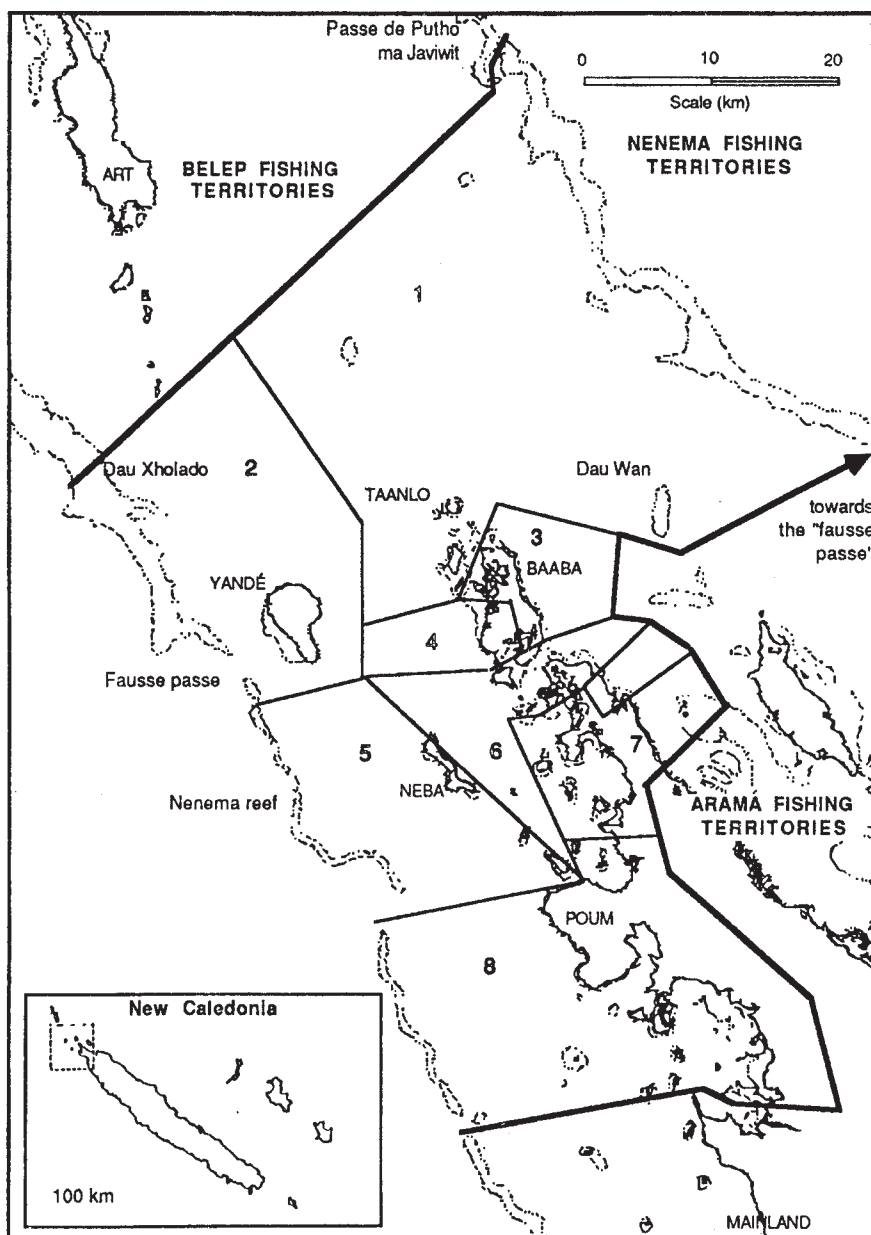 Passe de Putho
ma Javiwit
0 10 20
Scale (km)
NENEMA FISHING
TERRITORIES
ART
BELEP FISHING
TERRITORIES
1
2
Dau Xholado
Dau Wan
TAANLO
towards
the "fausse
passe"
3
BAABA
YANDÉ
4
Fausse passe
5
6
7
NEBA
Nenema reef
ARAMA FISHING
TERRITORIES
POUM
8
New Caledonia
100 km
MAINLAND